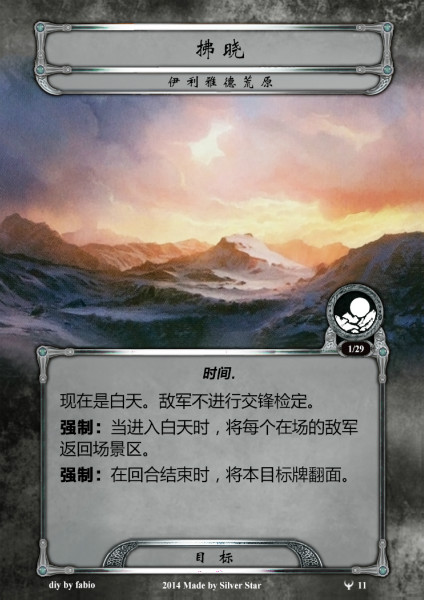 拂晓
伊利雅德荒原
1/29
时间.
现在是白天。敌军不进行交锋检定。
强制：当进入白天时，将每个在场的敌军
返回场景区。
强制：在回合结束时，将本目标牌翻面。
目标
diy by fabio
2014 Made by Silver Star
11